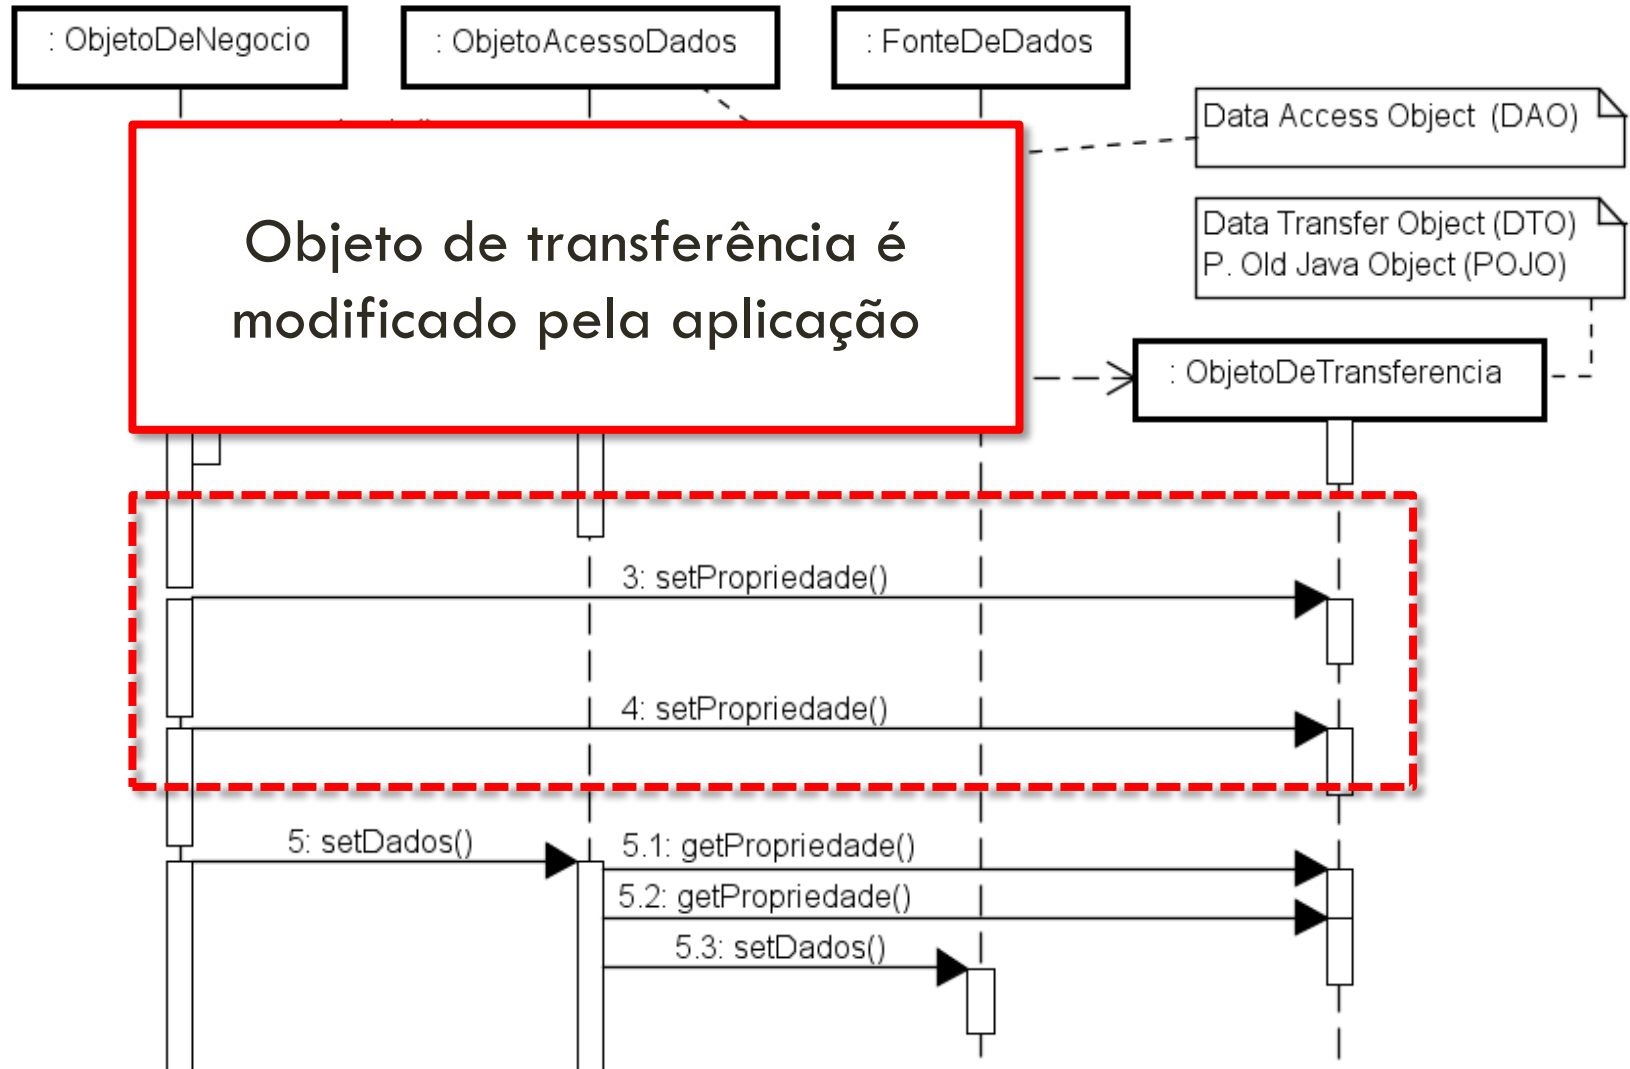 : ObjetoDeNegocio
: ObjetoAcessoDados
: FonteDeDados
Data Access Object (DAO)
Data Transfer Object (DTO)
P. Old Java Object (POJO)
Objeto de transferência é
modificado pela aplicação
: ObjetoDeTransferencia
3: setPropriedade()
4: setPropriedade()
5: setDados()
5.1: getPropriedade()
5.2: getPropriedade()
5.3: setDados()